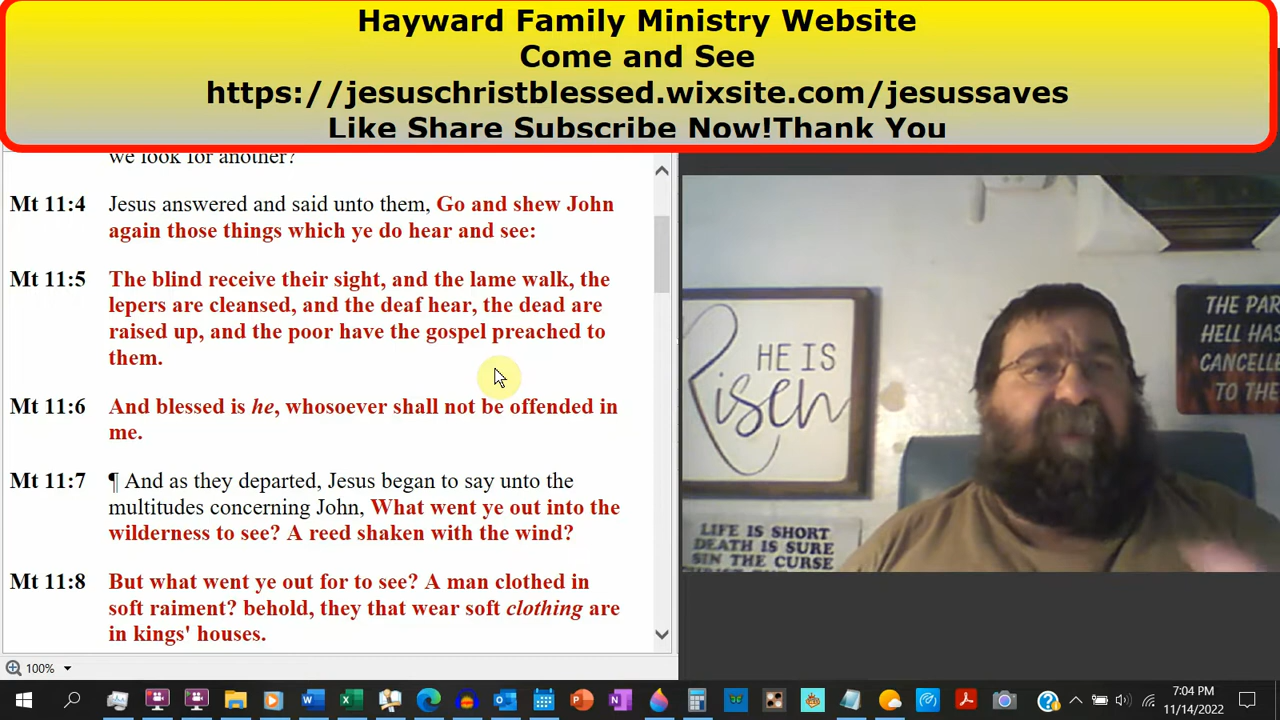 Hayward Family Ministry Website
Come and See
https://jesuschristblessed.wixsite.com/jesussaves
Like Share Subscribe Now!Thank You
we look for another?
Mt 11:4 Jesus answered and said unto them, Go and shew John
again those things which ye do hear and see:
Mt 11:5 The blind receive their sight, and the lame walk, the
lepers are cleansed, and the deaf hear, the dead are
raised up, and the poor have the gospel preached to
them.
Mt 11:6 And blessed is he, whosoever shall not be offended in
me.
Mt 11:7 ¶ And as they departed, Jesus began to say unto the
multitudes concerning John, What went ye out into the
wilderness to see? A reed shaken with the wind?
Mt 11:8 But what went ye out for to see? A man clothed in
soft raiment? behold, they that wear soft clothing are
in kings' houses.
HE IS
Risen
THE PAR
HELL HAS
CANCELLE
TO THE
LIFE IS SHORT
DEATH IS SURE
SIN THE CURSE
100%
7:04 PM
11/14/2022